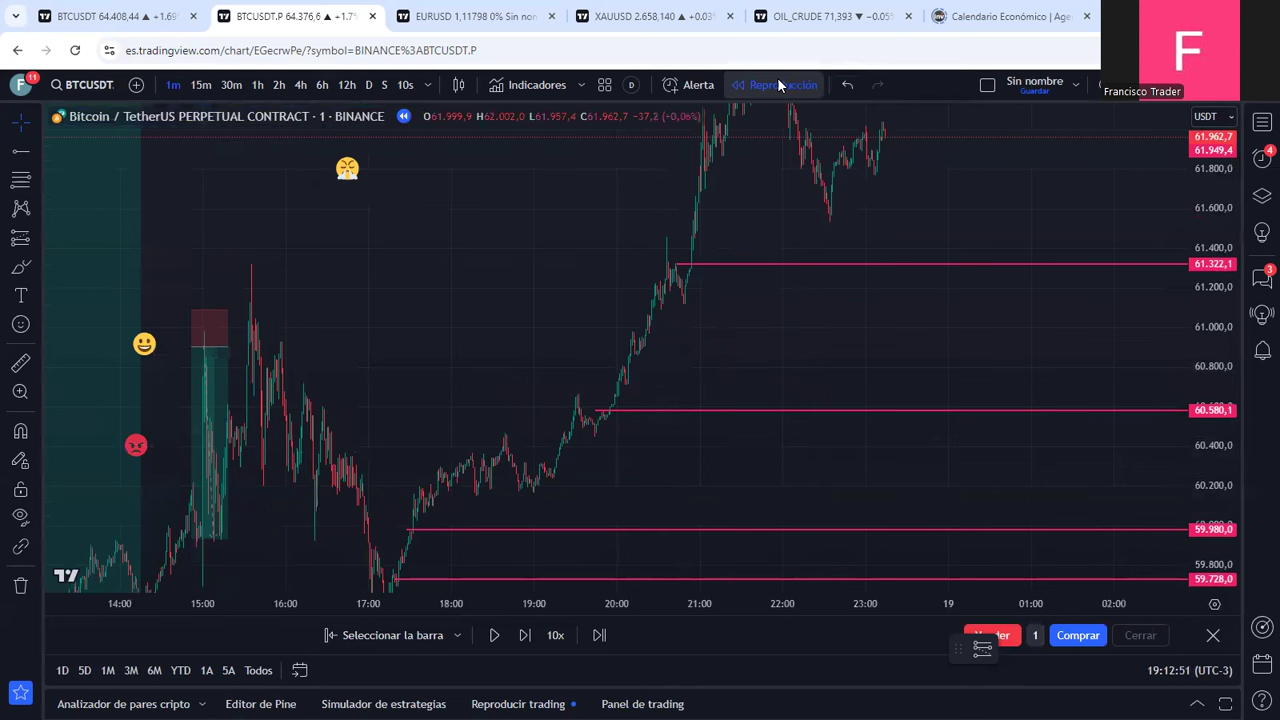 BTCUSDT 64.408,44 ▲ +1.69
BTCUSDT.P 64.376,6 ▲ +1.7
EURUSD 1,11798 0% Sin non
XAUUSD 2.658,140 ▲ +0.03
OIL_CRUDE 71,393 ▼ −0.05
Calendario Económico | Age
es.tradingview.com/chart/EGecrwPe/?symbol=BINANCE%3ABTCUSDT.P
F
Francisco Trader
F
11
BTCUSDT.
1m 15m 30m 1h 2h 4h 6h 12h D S 10s
Indicadores
D
Alerta
Reproducción
Sin nombre
Guardar
Bitcoin / TetherUS PERPETUAL CONTRACT · 1 · BINANCE
O61.999,9 H62.002,0 L61.957,4 C61.962,7 −37,2 (+0,06%)
USDT
61.962,7
61.949,4
61.800,0
61.600,0
61.400,0
61.322,1
61.200,0
61.000,0
60.800,0
60.580,1
60.400,0
60.200,0
59.980,0
59.800,0
59.728,0
4
3
14:00 15:00 16:00 17:00 18:00 19:00 20:00 21:00 22:00 23:00 19 01:00 02:00
Seleccionar la barra
10x
1
Comprar
Cerrar
1D 5D 1M 3M 6M YTD 1A 5A Todos
19:12:51 (UTC-3)
Analizador de pares cripto
Editor de Pine
Simulador de estrategias
Reproducir trading
Panel de trading